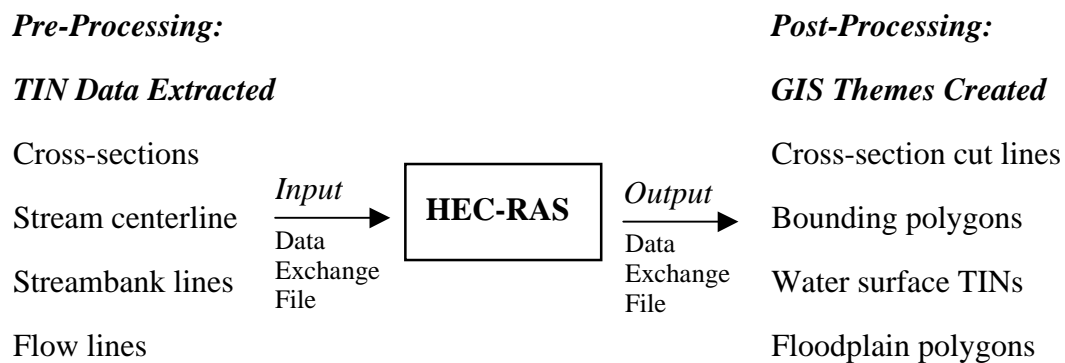 Pre-Processing:
TIN Data Extracted
Cross-sections
Stream centerline
Streambank lines
Flow lines
Input
Data
Exchange
File
HEC-RAS
Output
Data
Exchange
File
Post-Processing:
GIS Themes Created
Cross-section cut lines
Bounding polygons
Water surface TINs
Floodplain polygons